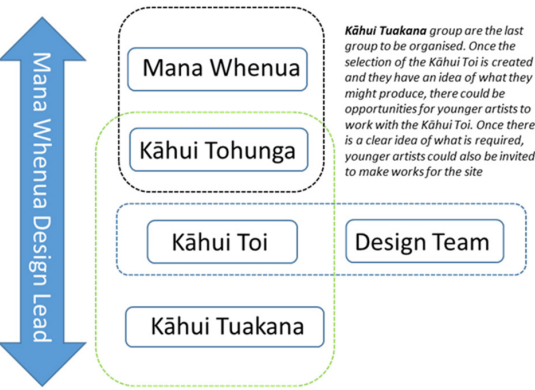 Mana Whenua Design Lead
Mana Whenua
Kāhui Tohunga
Kāhui Toi
Design Team
Kāhui Tuakana
Kāhui Tuakana group are the last
group to be organised. Once the
selection of the Kāhui Toi is created
and they have an idea of what they
might produce, there could be
opportunities for younger artists to
work with the Kāhui Toi. Once there
is a clear idea of what is required,
younger artists could also be invited
to make works for the site